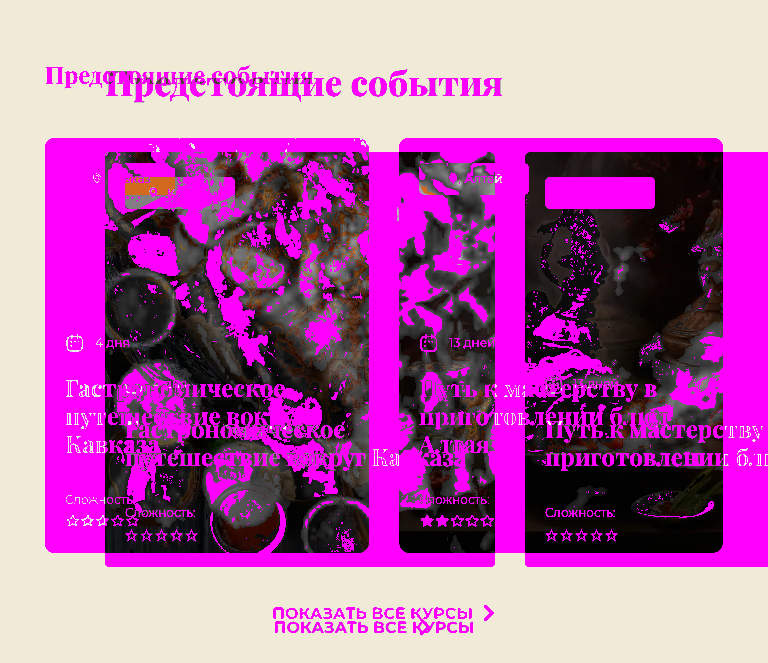 Предстоящие события
Предстоящие события
4 дня
13 дней
Гастрономическое
путешествие вокруг
Кавказа
Гастрономическое
путешествие вокруг Кавказа
Сложность:
Сложность:
Путь к мастерству в
приготовлении блюд
Алтая
Сложность:
Путь к мастерству
приготовлении
Сложность:
ПОКАЗАТЬ ВСЕ КУРСЫ
ПОКАЗАТЬ ВСЕ КУРСЫ